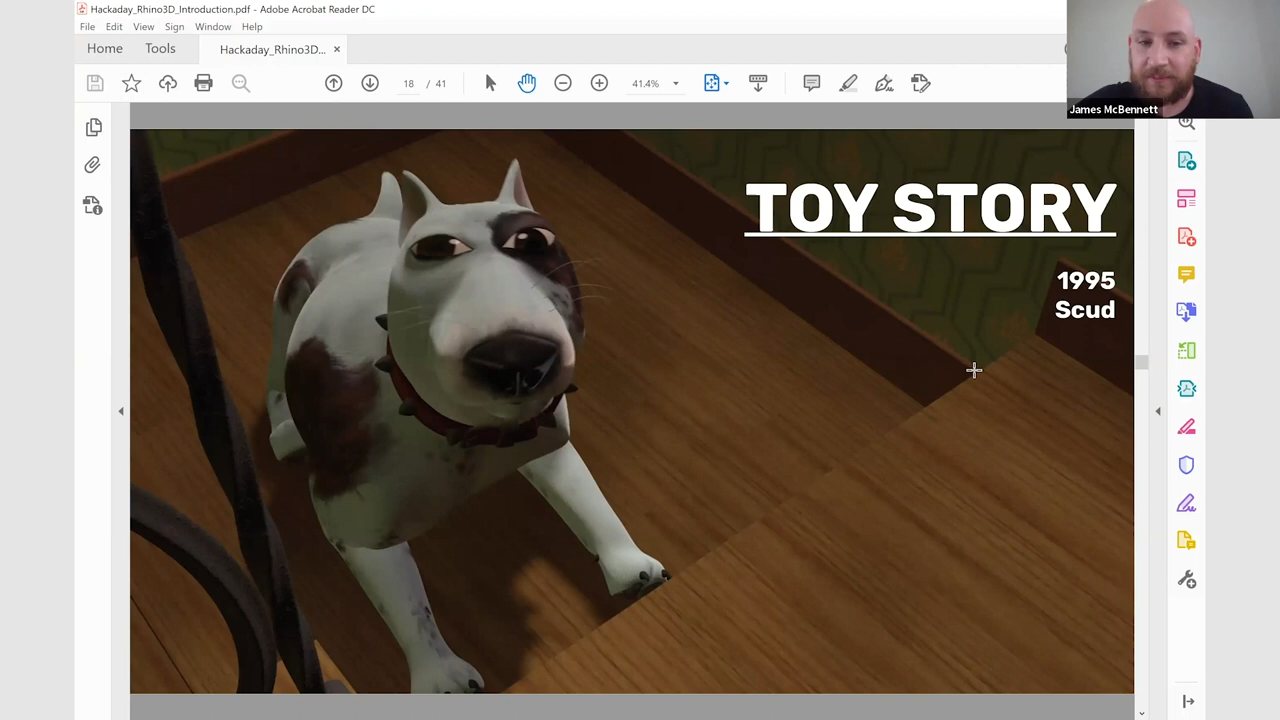 Hackaday_Rhino3D_Introduction.pdf - Adobe Acrobat Reader DC
File Edit View Sign Window Help
Home Tools Hackaday_Rhino3D... ×
18 / 41 41.4%
James McBennett
TOY STORY
1995
Scud